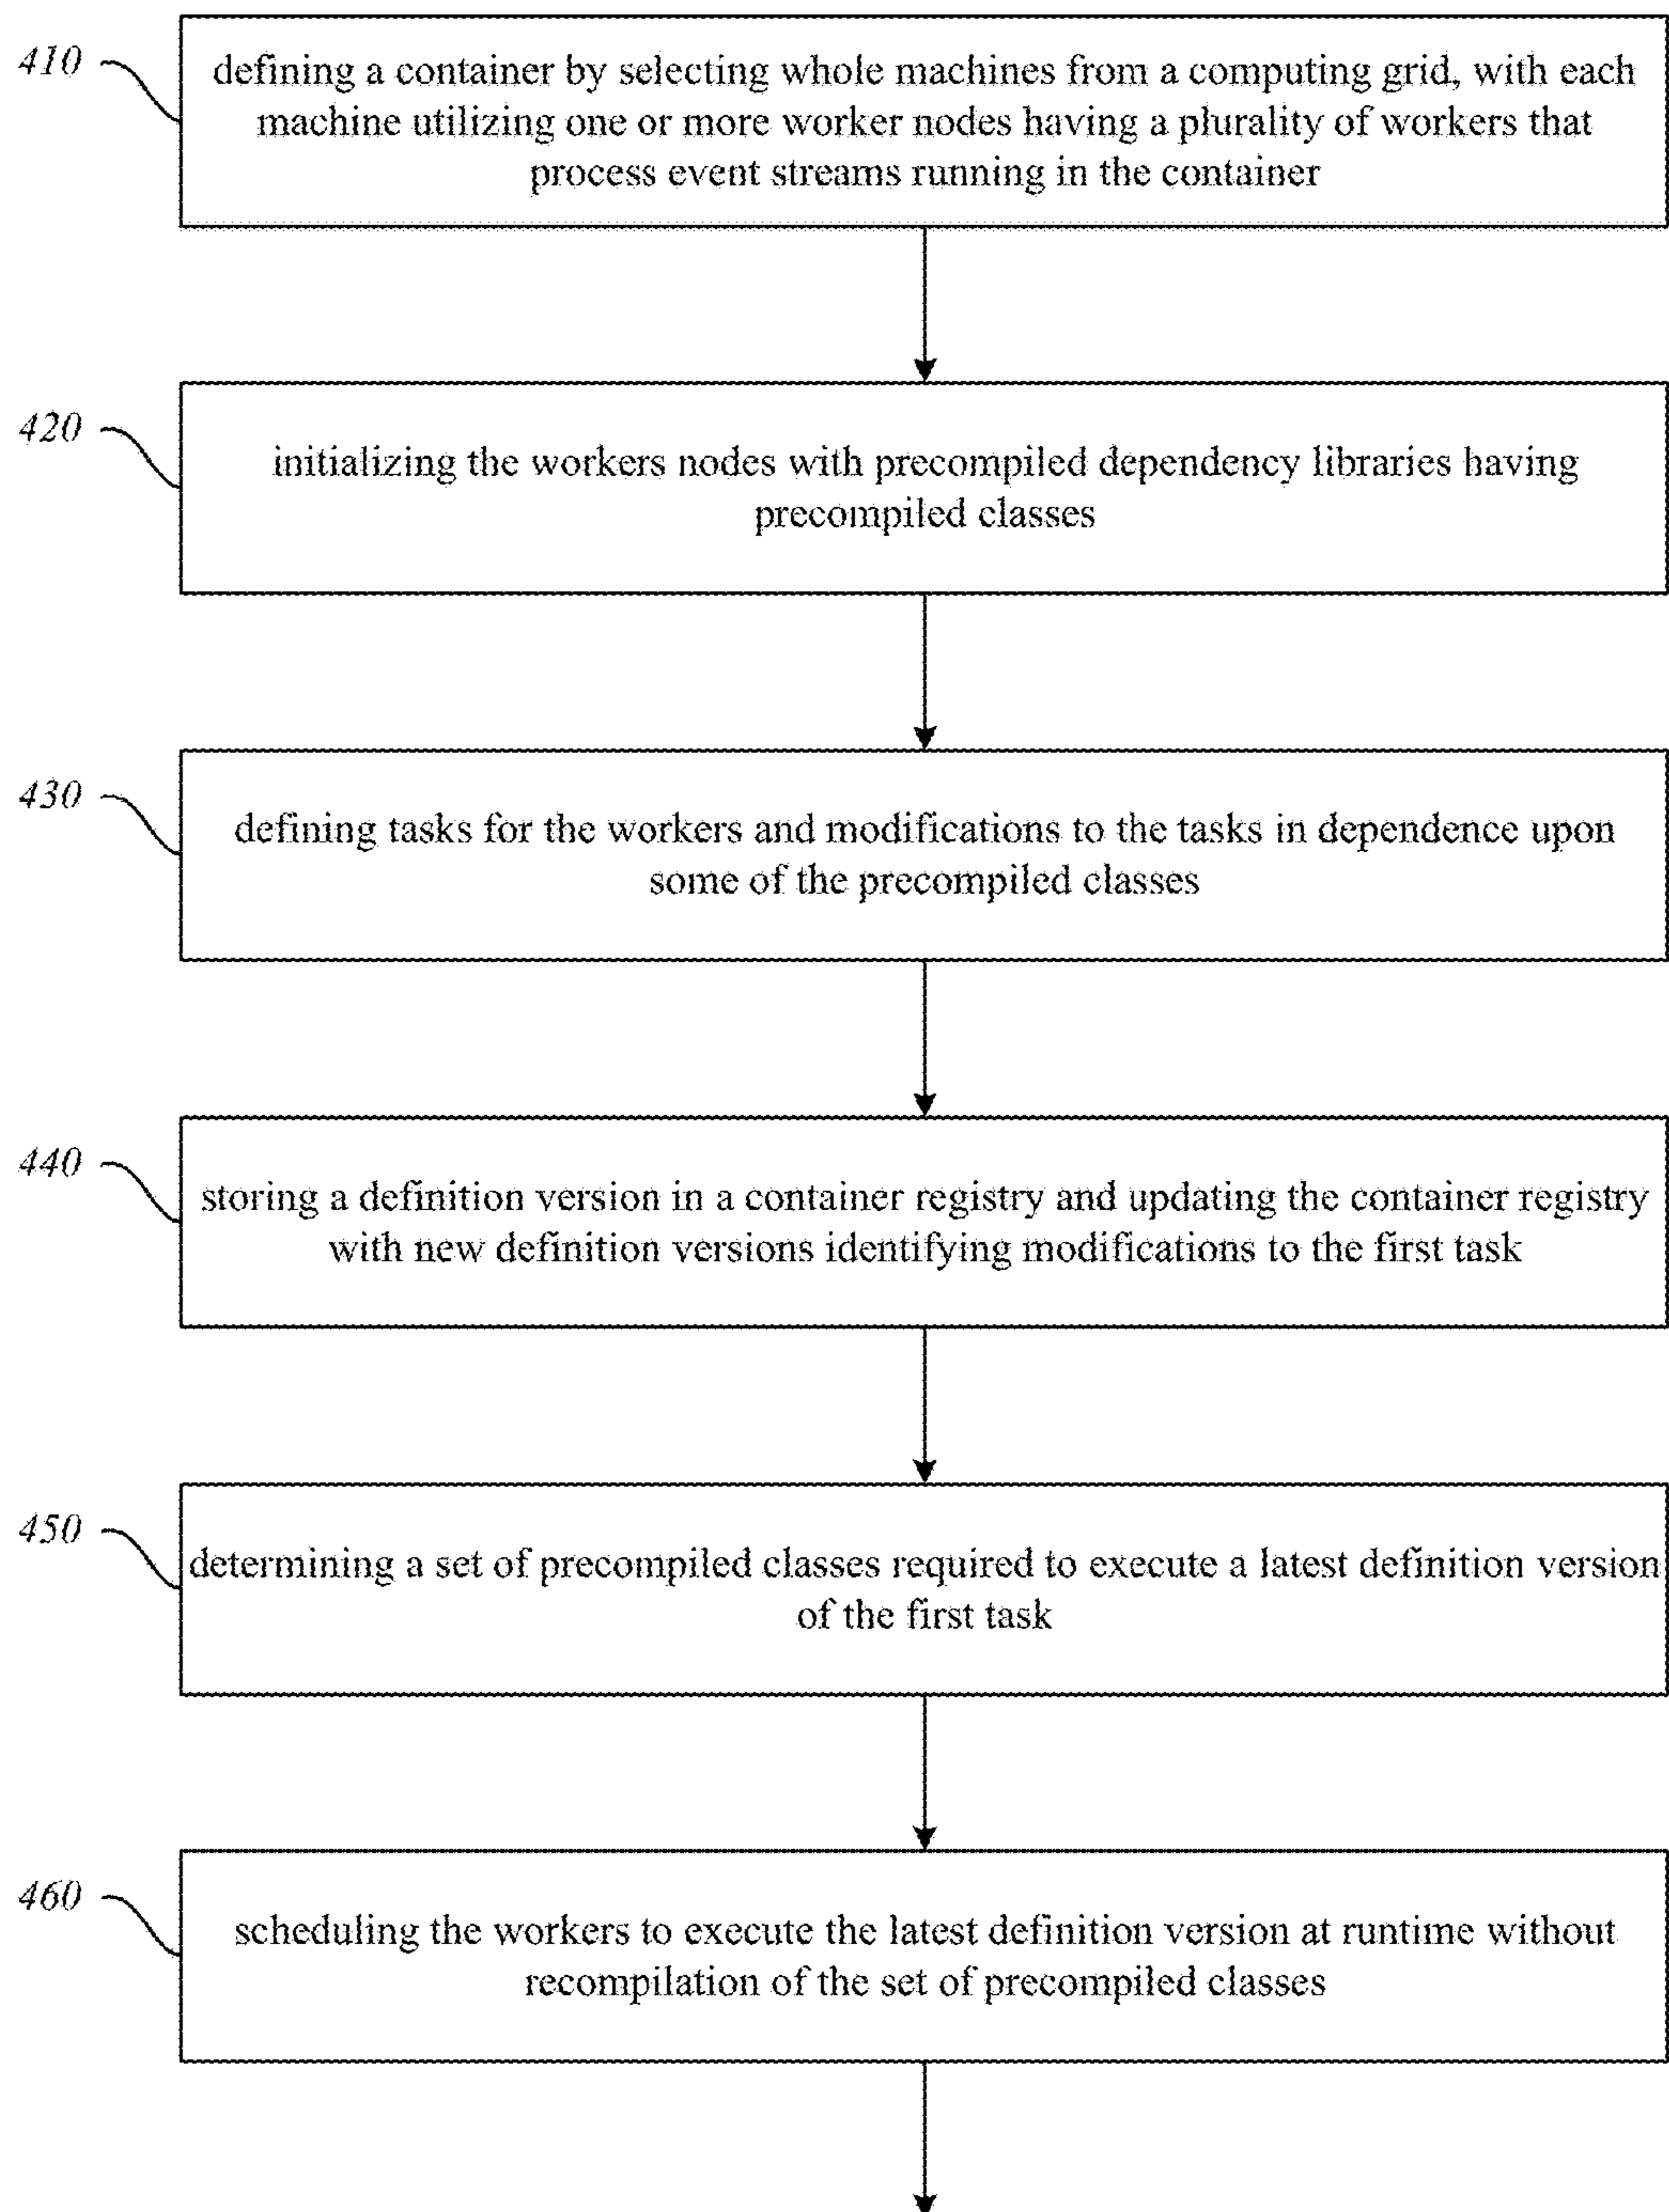 410
defining a container by selecting whole machines from a computing grid, with each
machine utilizing one or more worker nodes having a plurality of workers that
process event streams running in the container
420
initializing the workers nodes with precompiled dependency libraries having
precompiled classes
430
defining tasks for the workers and modifications to the tasks in dependence upon
some of the precompiled classes
440
storing a definition version in a container registry and updating the container registry
with new definition versions identifying modifications to the first task
450
determining a set of precompiled classes required to execute a latest definition version
of the first task
460
scheduling the workers to execute the latest definition version at runtime without
recompilation of the set of precompiled classes